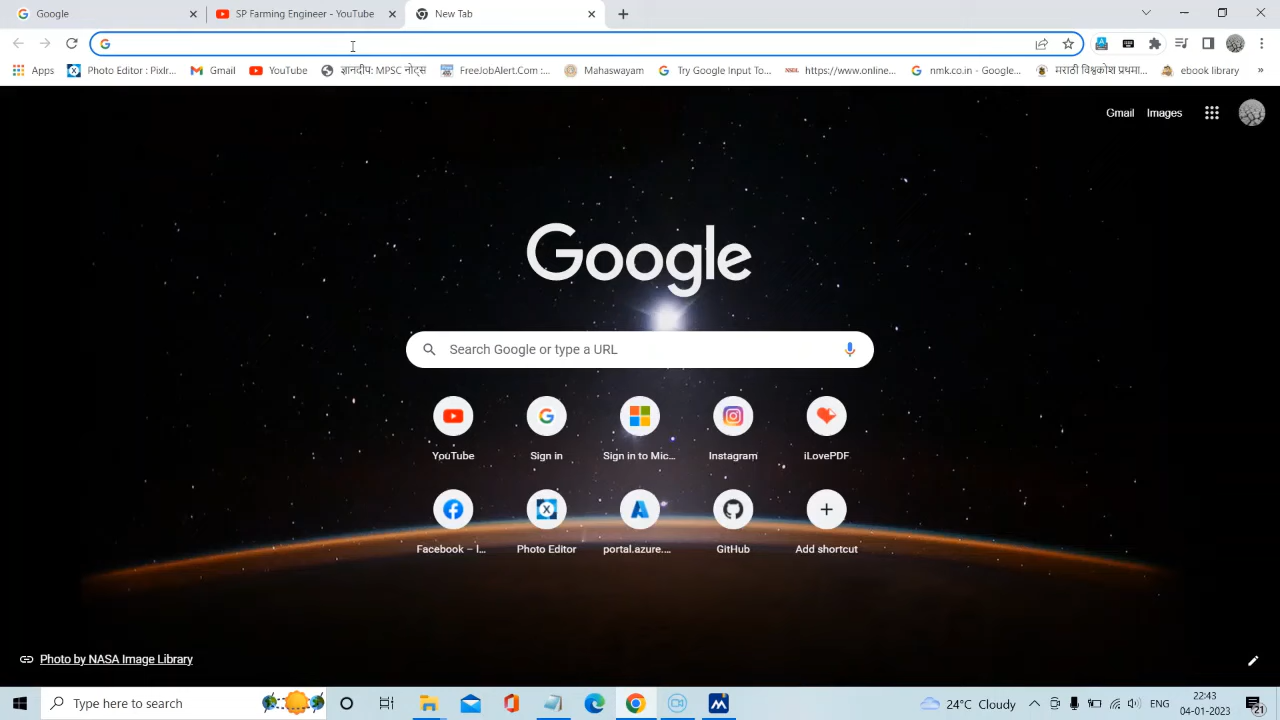 Google
SP Farming Engineer - YouTube
New Tab
Apps
Photo Editor : Pixlr...
Gmail
YouTube
ज्ञानदीप: MPSC नोट्स
FreeJobAlert.Com :...
Mahaswayam
Try Google Input To...
NSDL
https://www.online...
nmk.co.in - Google...
मराठी विश्वकोश प्रथमा...
ebook library
»
Gmail
Images
Google
Search Google or type a URL
YouTube
Sign in
Sign in to Mic...
Instagram
iLovePDF
Facebook – l...
Photo Editor
portal.azure....
GitHub
Add shortcut
Photo by NASA Image Library
Type here to search
24°C Cloudy
ENG
22:43
04-01-2023
21